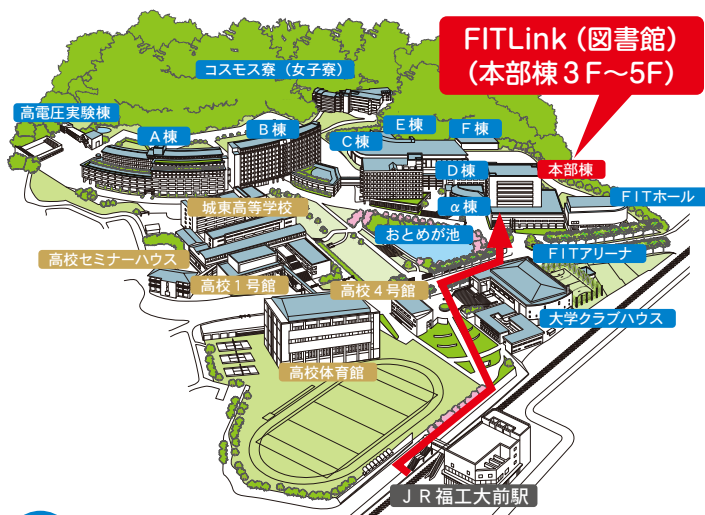 FITLink（図書館）
（本部棟３F～5F）
コスモス寮（女子寮）
高電圧実験棟
A棟
B棟
E棟
F棟
C棟
D棟
本部棟
α棟
FITホール
城東高等学校
おとめが池
高校セミナーハウス
FITアリーナ
高校１号館
高校４号館
大学クラブハウス
高校体育館
ＪＲ福工大前駅